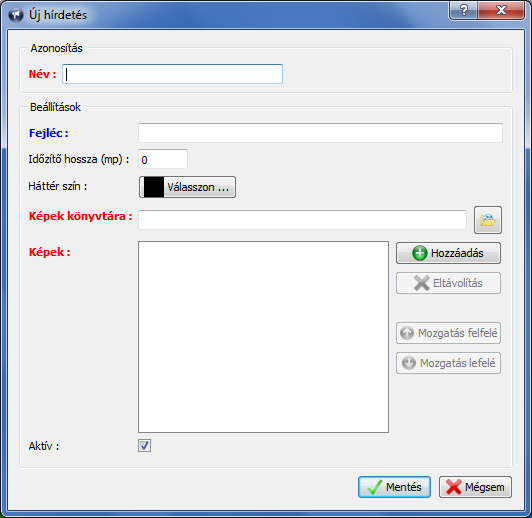 Új hírdetés
Azonosítás
Név :
Beállítások
Fejléc :
Időzítő hossza (mp) : 0
Háttér szín : Válasszon ...
Képek könyvtára :
Képek : Hozzáadás
Eltávolítás
Mozgatás felfelé
Mozgatás lefelé
Aktív :
Mentés Mégsem